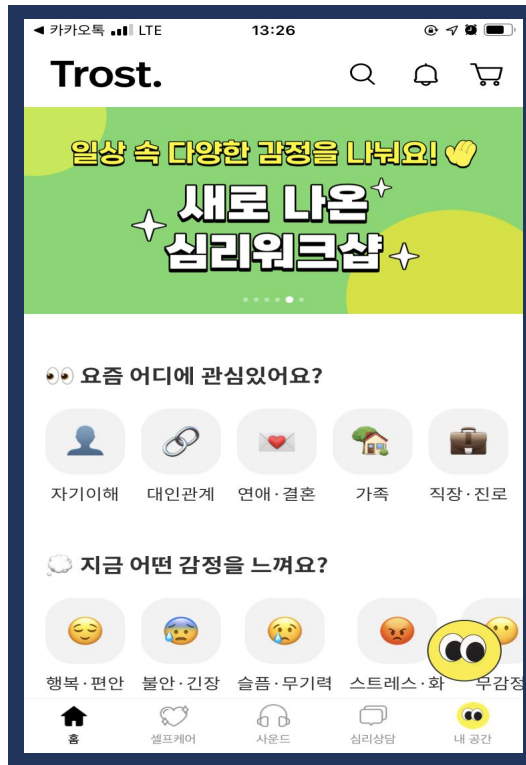 ◀ 카카오톡 LTE 13:26
Trost.
일상 속 다양한 감정을 나눠요!
새로 나온
심리워크샵
요즘 어디에 관심있어요?
자기이해 대인관계 연애·결혼 가족 직장·진로
지금 어떤 감정을 느껴요?
행복·편안 불안·긴장 슬픔·무기력 스트레스·화 무감정
홈 셀프케어 사운드 심리상담 내 공간